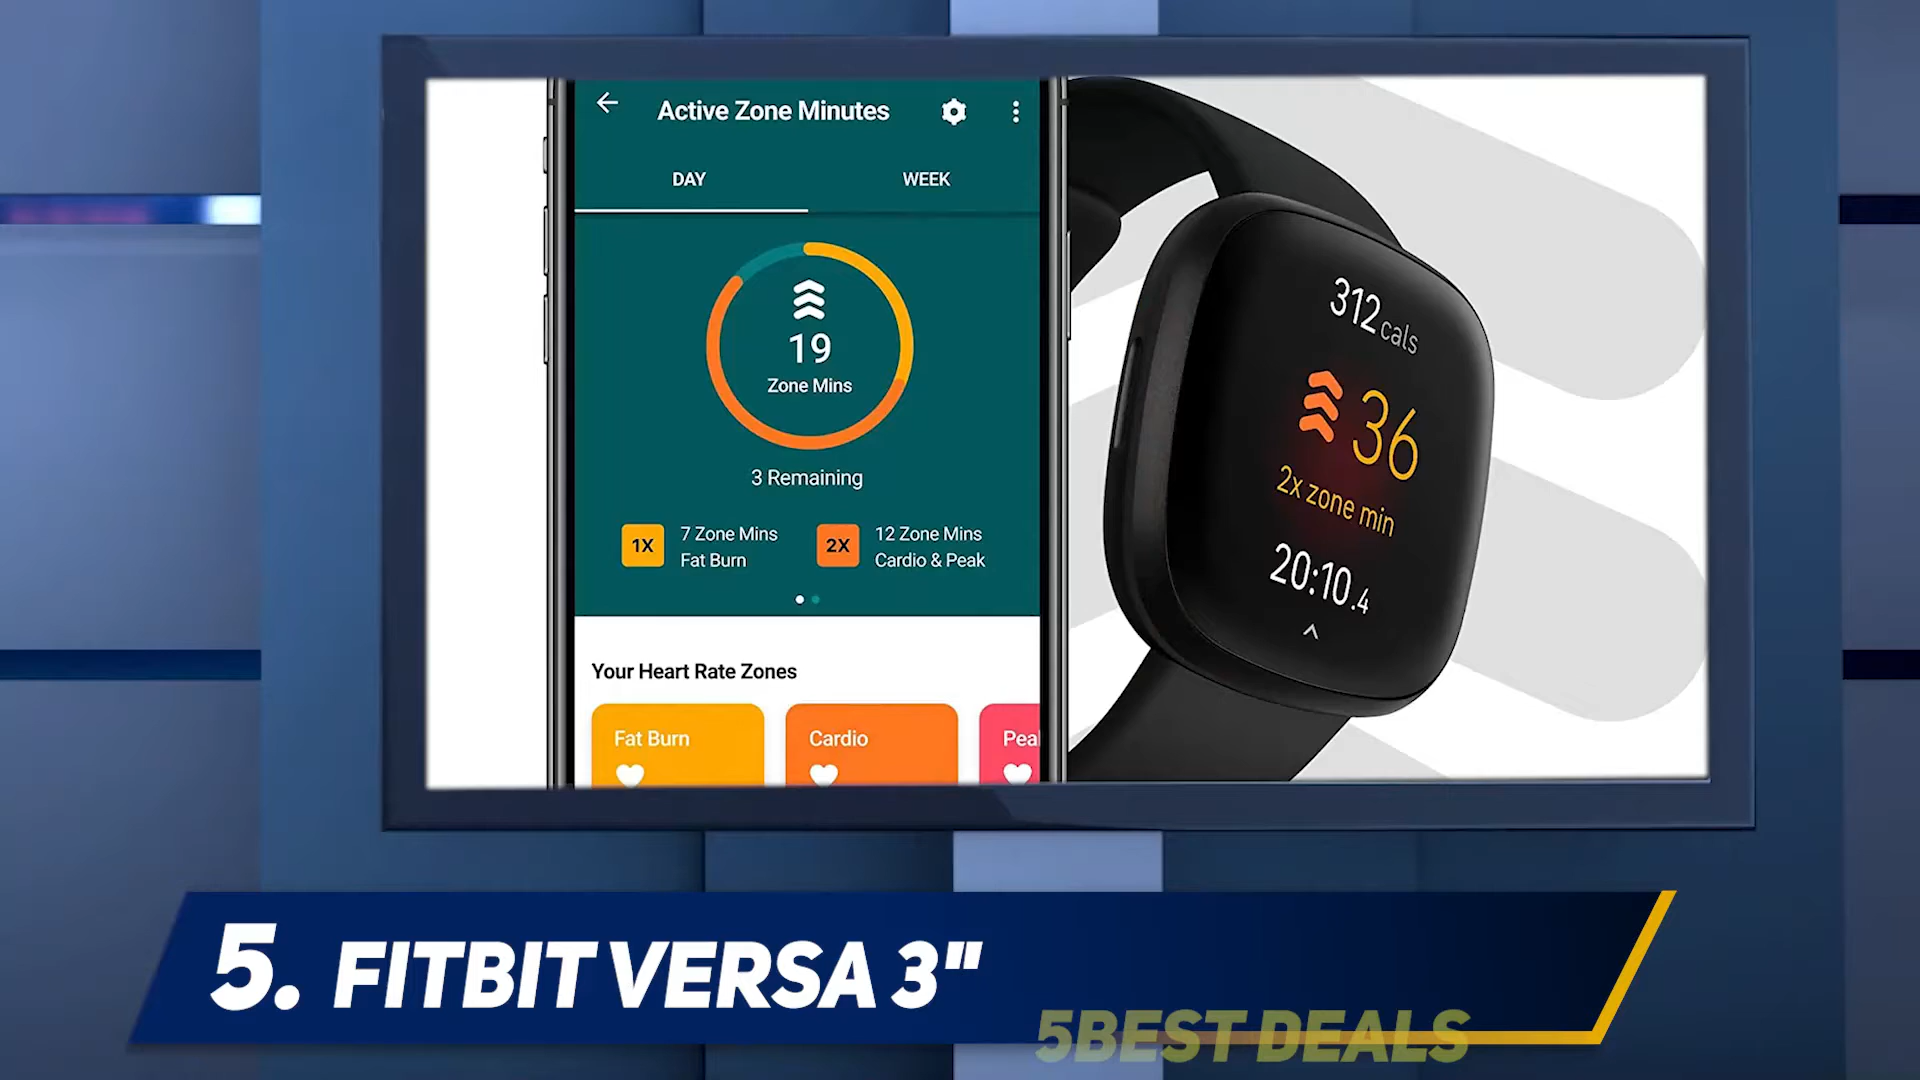 Active Zone Minutes
DAY
WEEK
19
Zone Mins
3 Remaining
1X
7 Zone Mins
Fat Burn
2X
12 Zone Mins
Cardio & Peak
Your Heart Rate Zones
Fat Burn
Cardio
Pea
312 cals
36
2x zone min
20:10.4
5. FITBIT VERSA 3"
5BEST DEALS